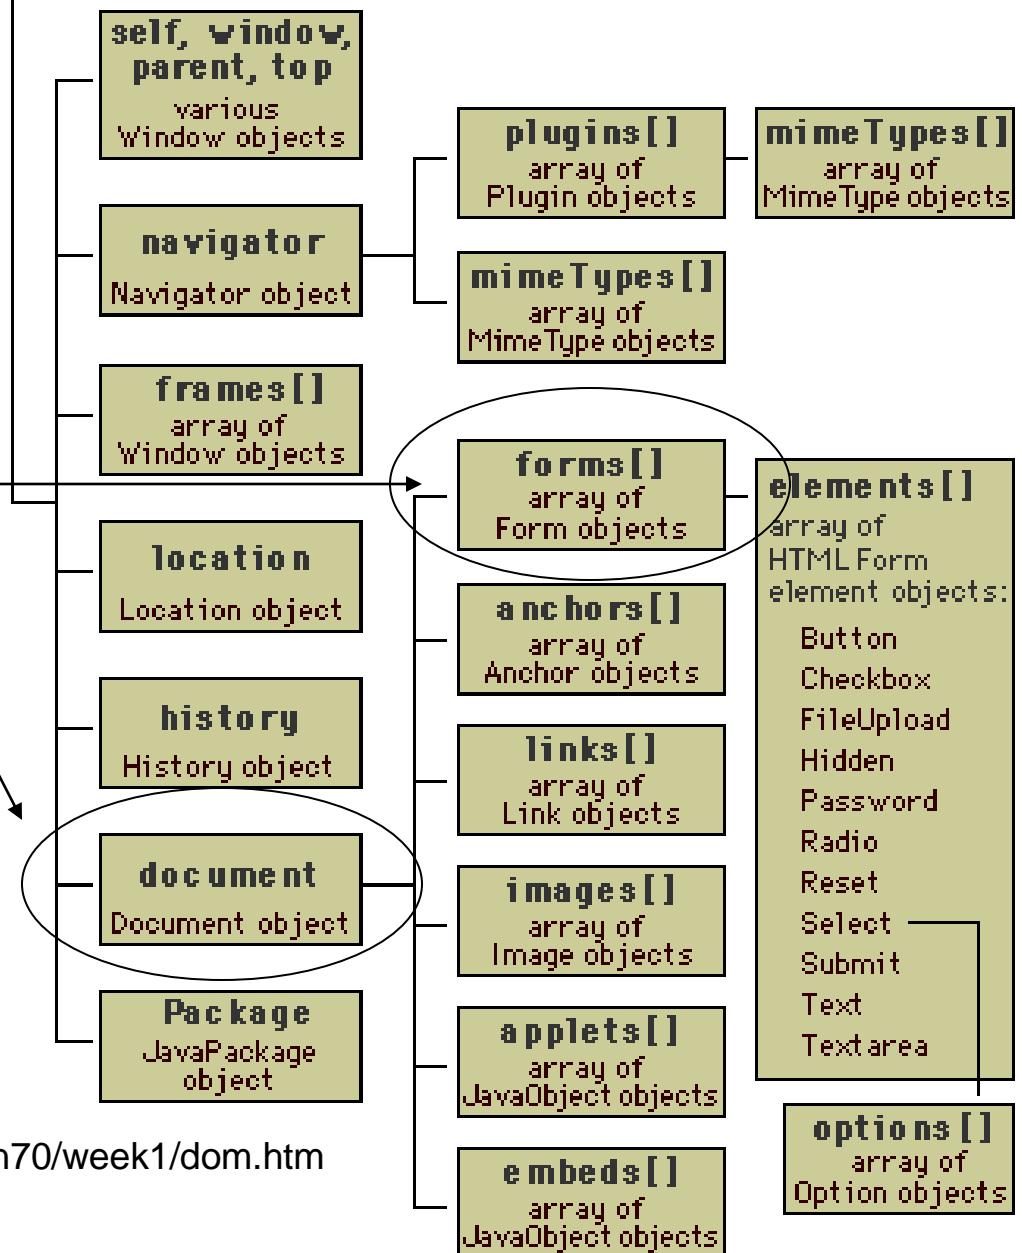 self, window,
parent, top
various
Window objects
navigator
Navigator object
frames[]
array of
Window objects
location
Location object
history
History object
document
Document object
Package
JavaPackage
object
plugins[]
array of
Plugin objects
mimeTypes[]
array of
MimeType objects
mimeTypes[]
array of
MimeType objects
forms[]
array of
Form objects
anchors[]
array of
Anchor objects
links[]
array of
Link objects
images[]
array of
Image objects
applets[]
array of
JavaObject objects
embeds[]
array of
JavaObject objects
elements[]
array of
HTML Form
element objects:
Button
Checkbox
FileUpload
Hidden
Password
Radio
Reset
Select
Submit
Text
Textarea
options[]
array of
Option objects
n70/week1/dom.htm